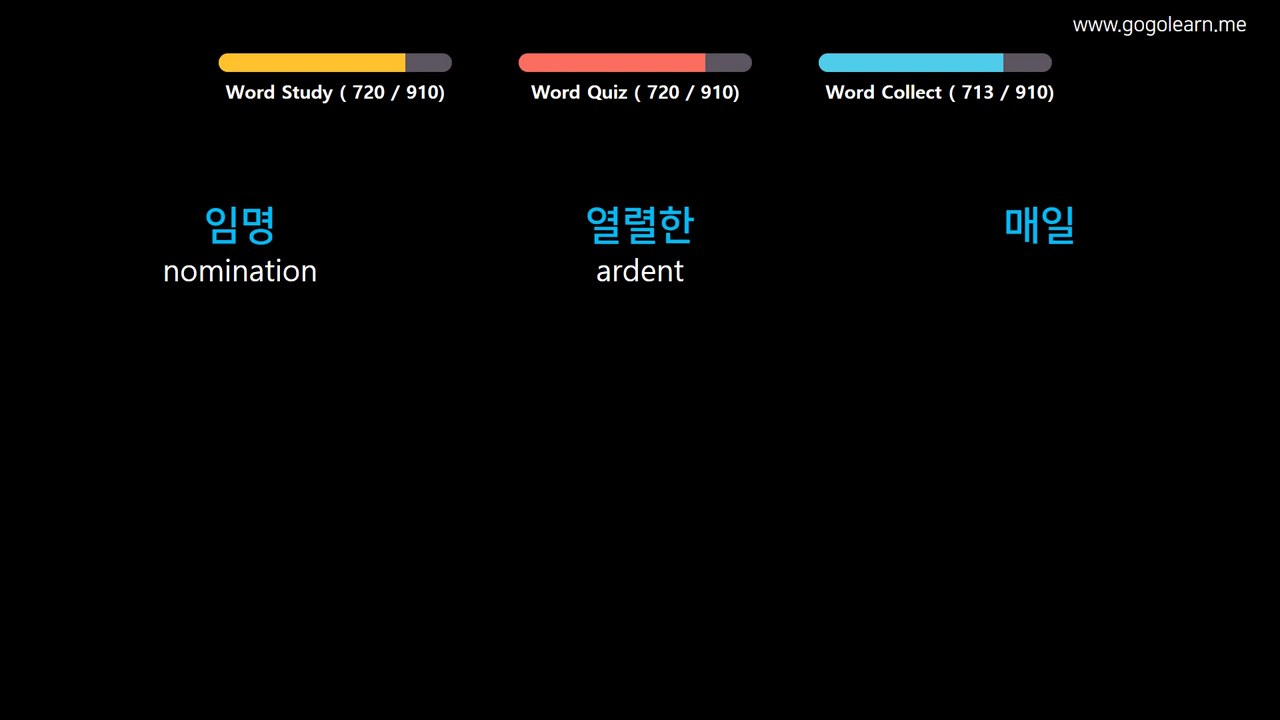 www.gogolearn.me
Word Study ( 720 / 910)
Word Quiz ( 720 / 910)
Word Collect ( 713 / 910)
임명
nomination
열렬한
ardent
매일